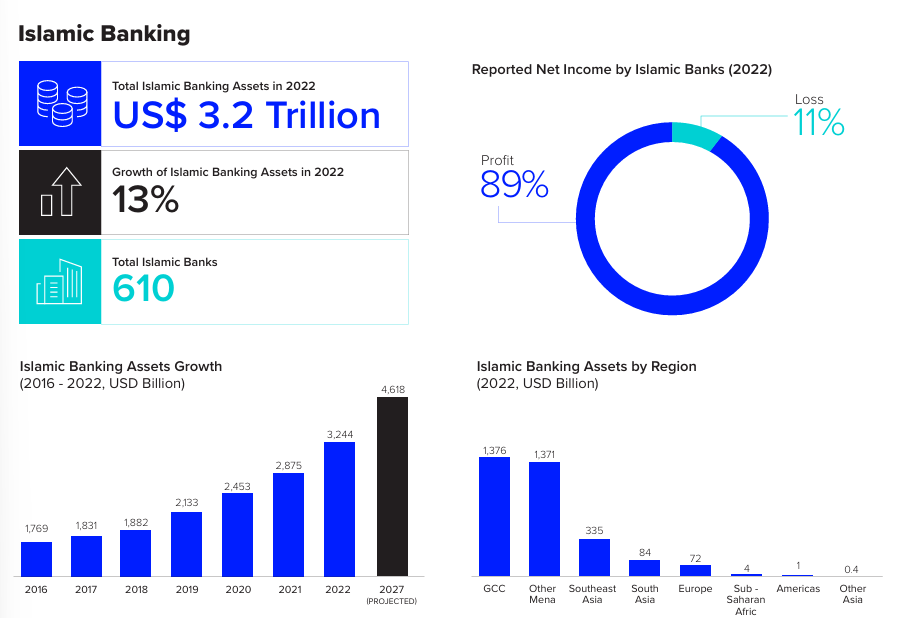 Islamic Banking
Total Islamic Banking Assets in 2022
US$ 3.2 Trillion
Growth of Islamic Banking Assets in 2022
13%
Total Islamic Banks
610
Reported Net Income by Islamic Banks (2022)
Loss
11%
Profit
89%
Islamic Banking Assets Growth
(2016 - 2022, USD Billion)
1,769
1,831
1,882
2,133
2,453
2,875
3,244
4,618
2016
2017
2018
2019
2020
2021
2022
2027
(PROJECTED)
Islamic Banking Assets by Region
(2022, USD Billion)
1,376
1,371
335
84
72
4
1
0.4
GCC
Other
Mena
Southeast
Asia
South
Asia
Europe
Sub -
Saharan
Afric
Americas
Other
Asia